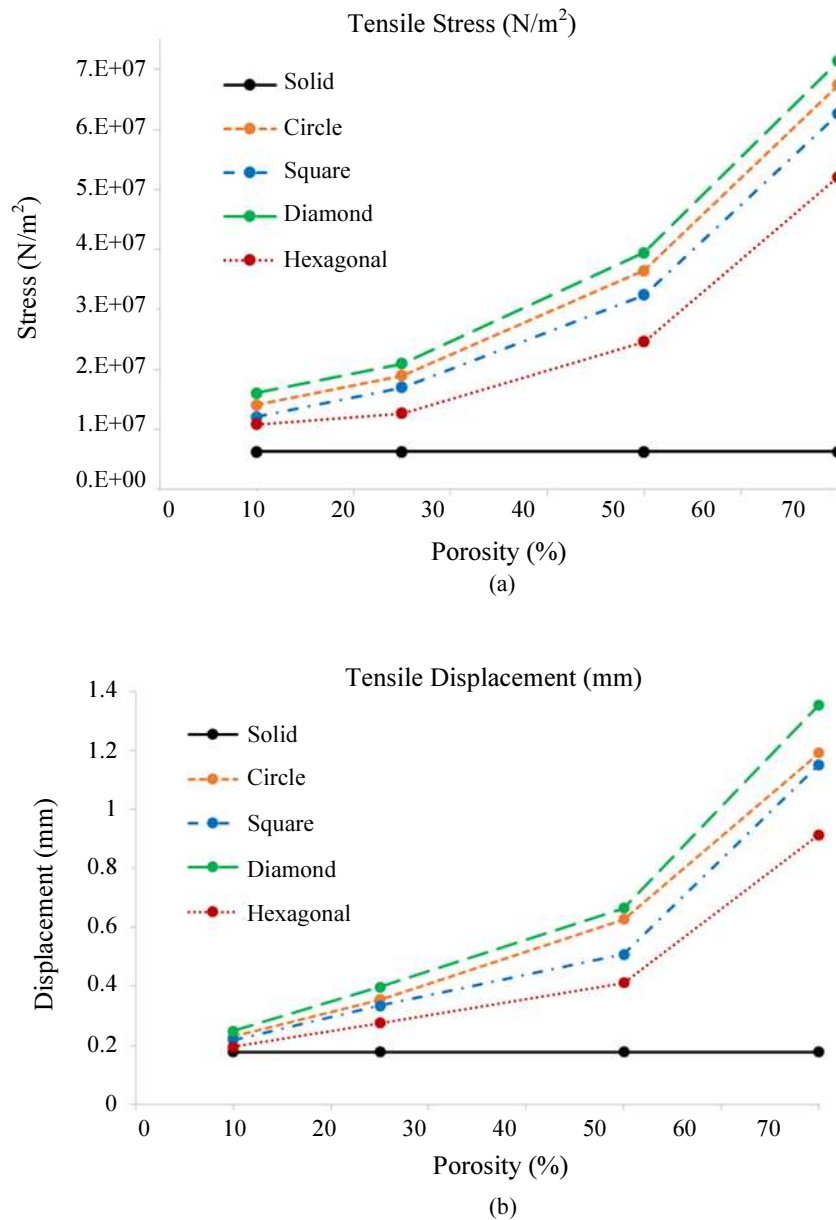 Tensile Stress (N/m²)
7.E+07
6.E+07
5.E+07
4.E+07
3.E+07
2.E+07
1.E+07
0.E+00
Stress (N/m²)
Solid
Circle
Square
Diamond
Hexagonal
0 10 30 40 50 60 70
Porosity (%)
(a)
Tensile Displacement (mm)
1.4
1.2
1
0.8
0.6
0.4
0.2
0
Displacement (mm)
Solid
Circle
Square
Diamond
Hexagonal
0 10 20 30 40 50 60 70
Porosity (%)
(b)